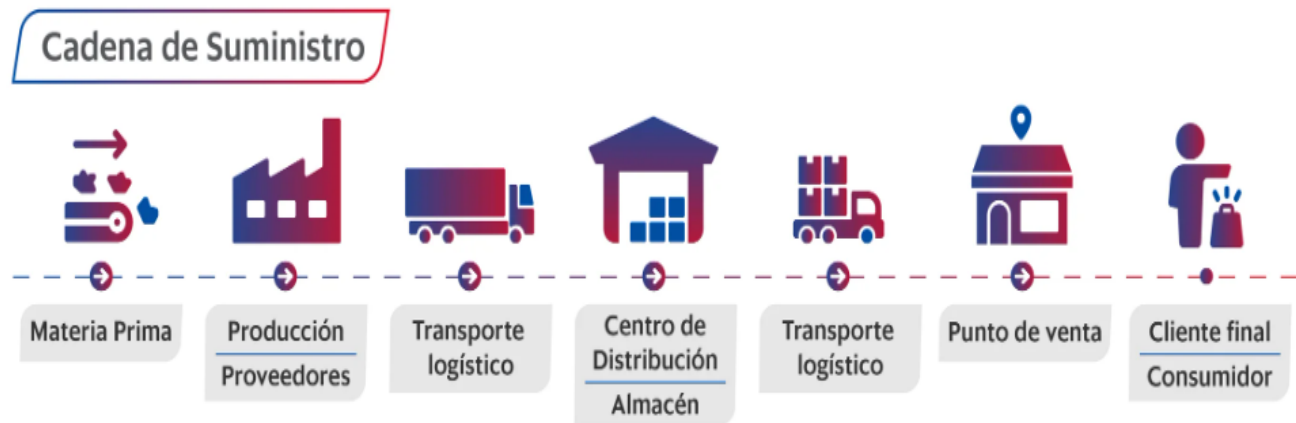 Cadena de Suministro
Materia Prima
Producción
Proveedores
Transporte
logístico
Centro de
Distribución
Almacén
Transporte
logístico
Punto de venta
Cliente final
Consumidor